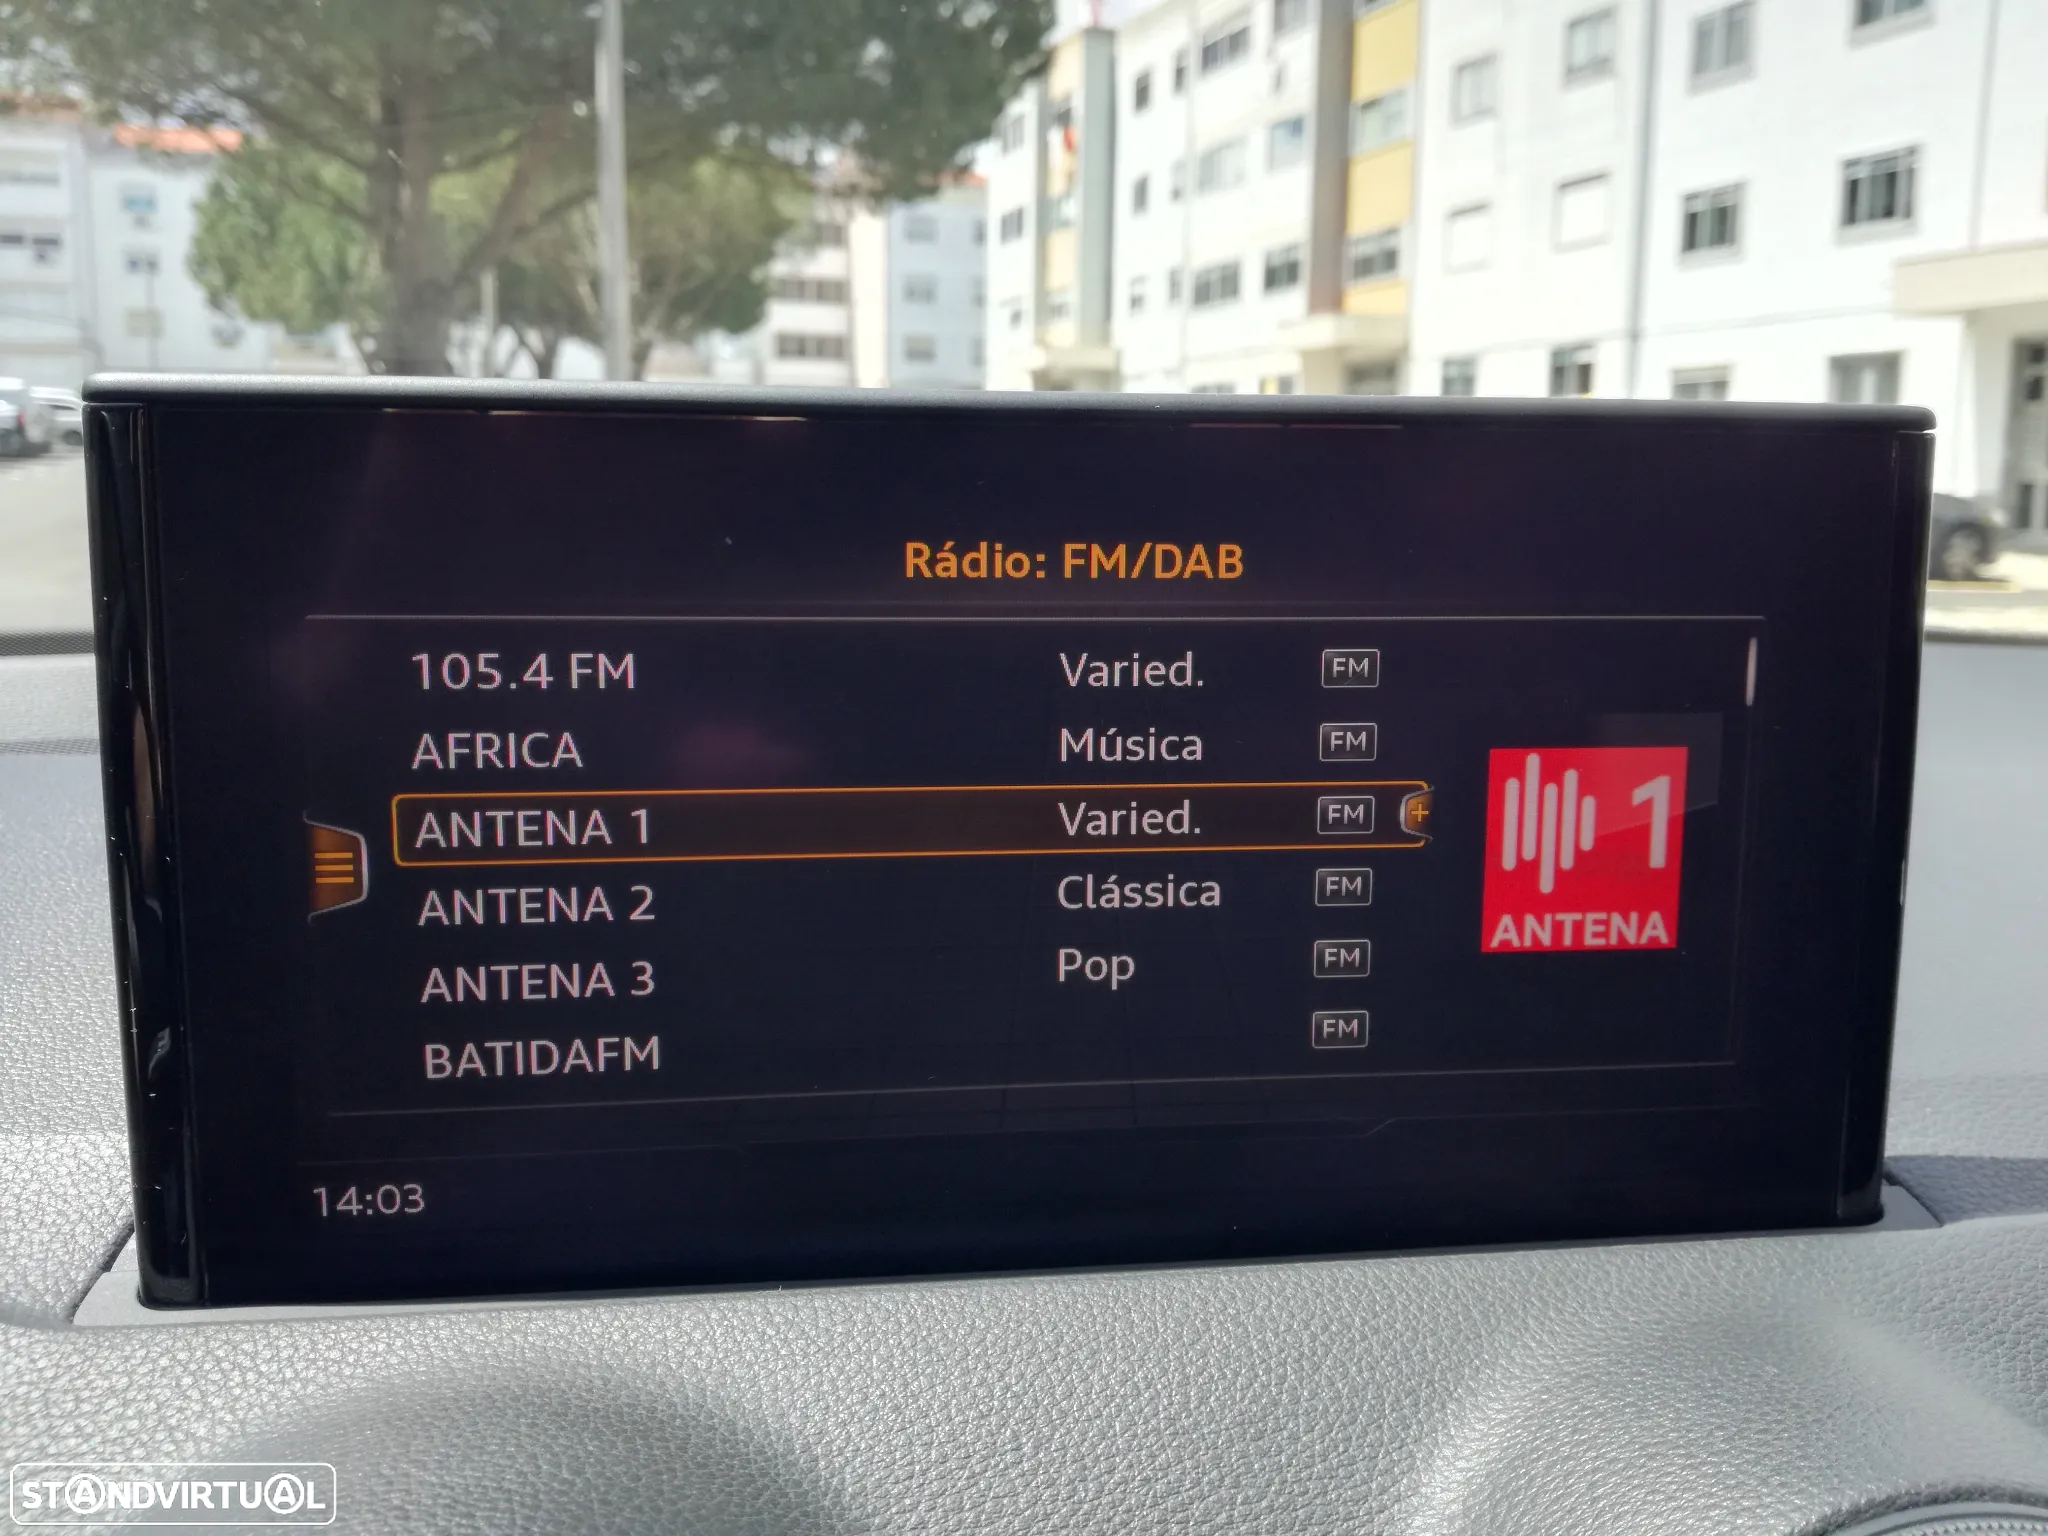 Rádio: FM/DAB
105.4 FM Varied. FM
AFRICA Música FM
ANTENA 1 Varied. FM +
ANTENA 2 Clássica FM
ANTENA 3 Pop FM
BATIDAFM FM
1
ANTENA
14:03
STANDVIRTUAL